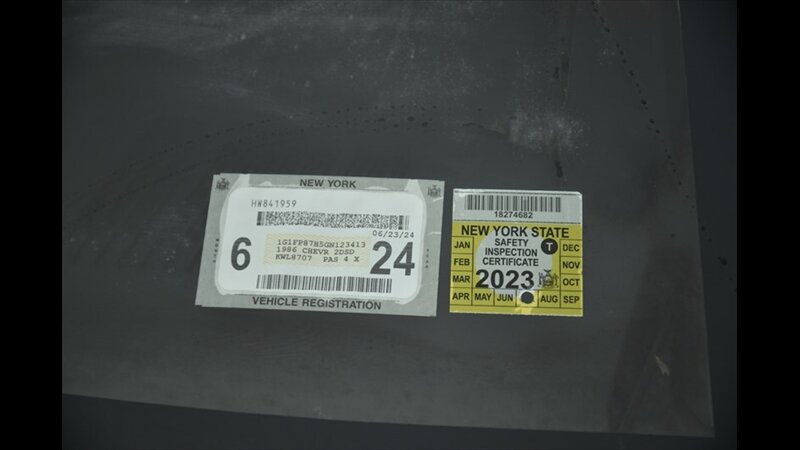 NEW YORK
HW841959
06/23/24
6
1G1FP87H5GN123413
1986 CHEVR 2DSD
KWL8707 PAS 4 X
24
VEHICLE REGISTRATION
18274682
NEW YORK STATE
JAN SAFETY T DEC
FEB INSPECTION NOV
CERTIFICATE
MAR 2023 OCT
APR MAY JUN AUG SEP